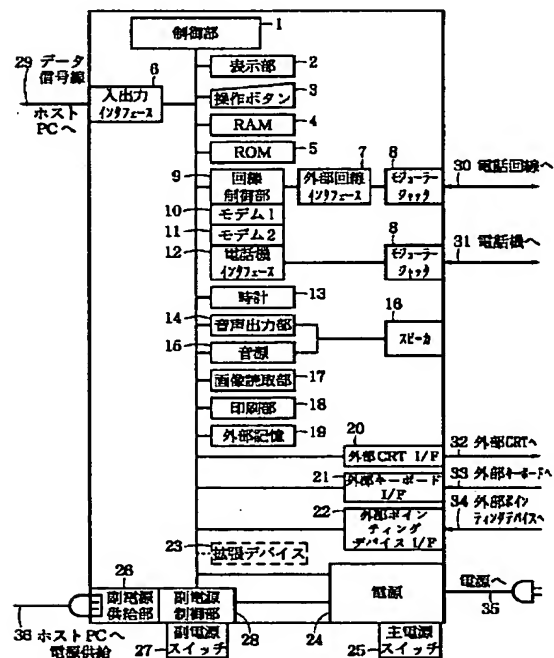 制御部 1
29 データ信号線
6
入出力インタフェース
ホストPCへ
表示部 2
操作ボタン 3
RAM 4
ROM 5
9 回線制御部
7 外部回線インタフェース
8 モジューラージャック
30 電話回線へ
10 モデム1
11 モデム2
12 電話機インタフェース
8 モジューラージャック
31 電話機へ
時計 13
14 音声出力部
音源
スピーカ
画像読取部 17
印刷部 18
外部記憶 19
20 外部CRT I/F
32 外部CRTへ
21 外部キーボード I/F
33 外部キーボードへ
22 外部ポインティングデバイス I/F
34 外部ポインティングデバイスへ
23 拡張デバイス
26 副電源供給部
副電源制御部 28
24 電源
電源へ 35
ホストPCへ電源供給
27 副電源スイッチ
25 主電源スイッチ